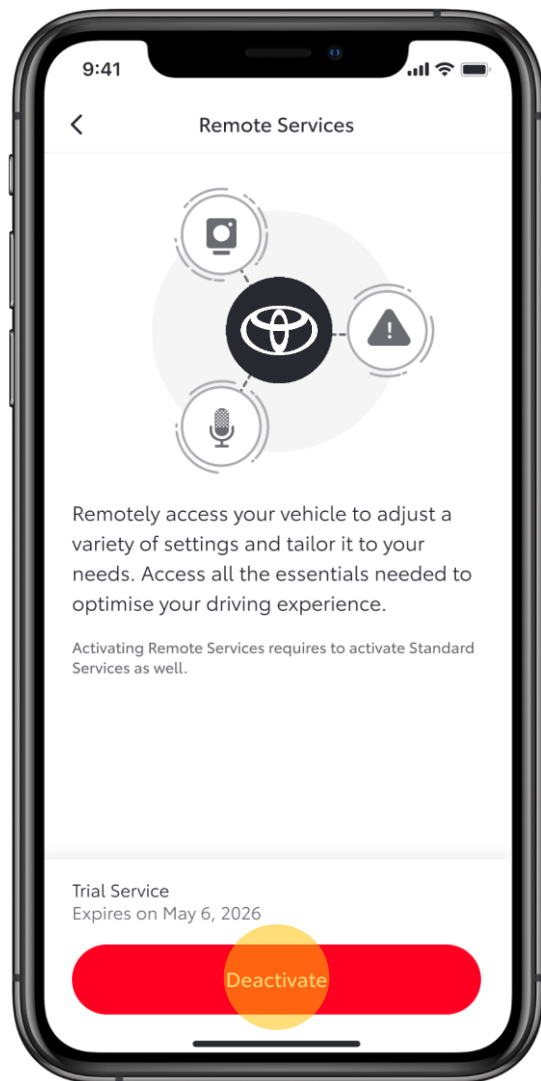 9:41
Remote Services
Remotely access your vehicle to adjust a
variety of settings and tailor it to your
needs. Access all the essentials needed to
optimise your driving experience.
Activating Remote Services requires to activate Standard
Services as well.
Trial Service
Expires on May 6, 2026
Deactivate